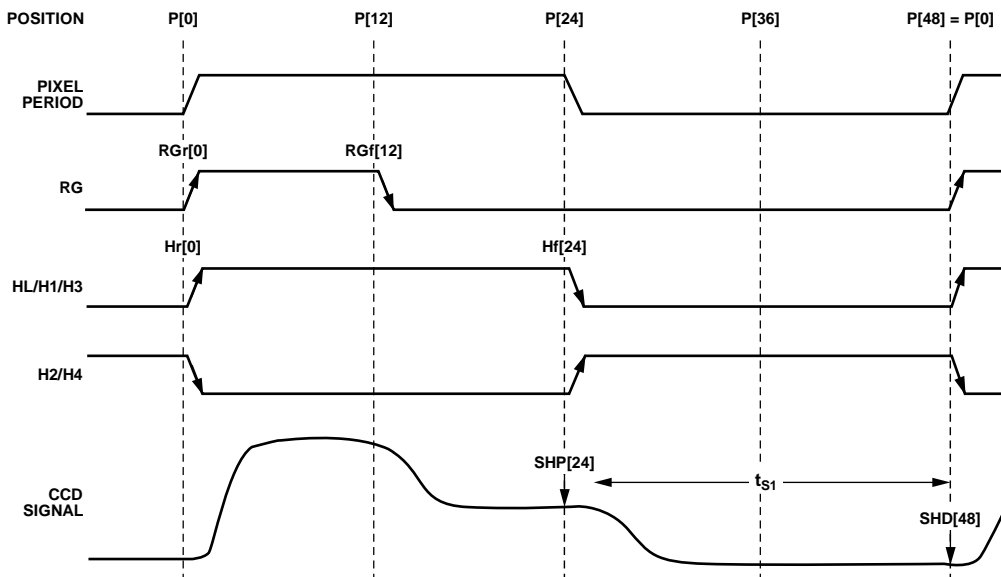 POSITION P[0] P[12] P[24] P[36] P[48] = P[0]
PIXEL
PERIOD
RGr[0] RGf[12]
RG
Hr[0] Hf[24]
HL/H1/H3
H2/H4
SHP[24]
tS1
CCD
SIGNAL
SHD[48]